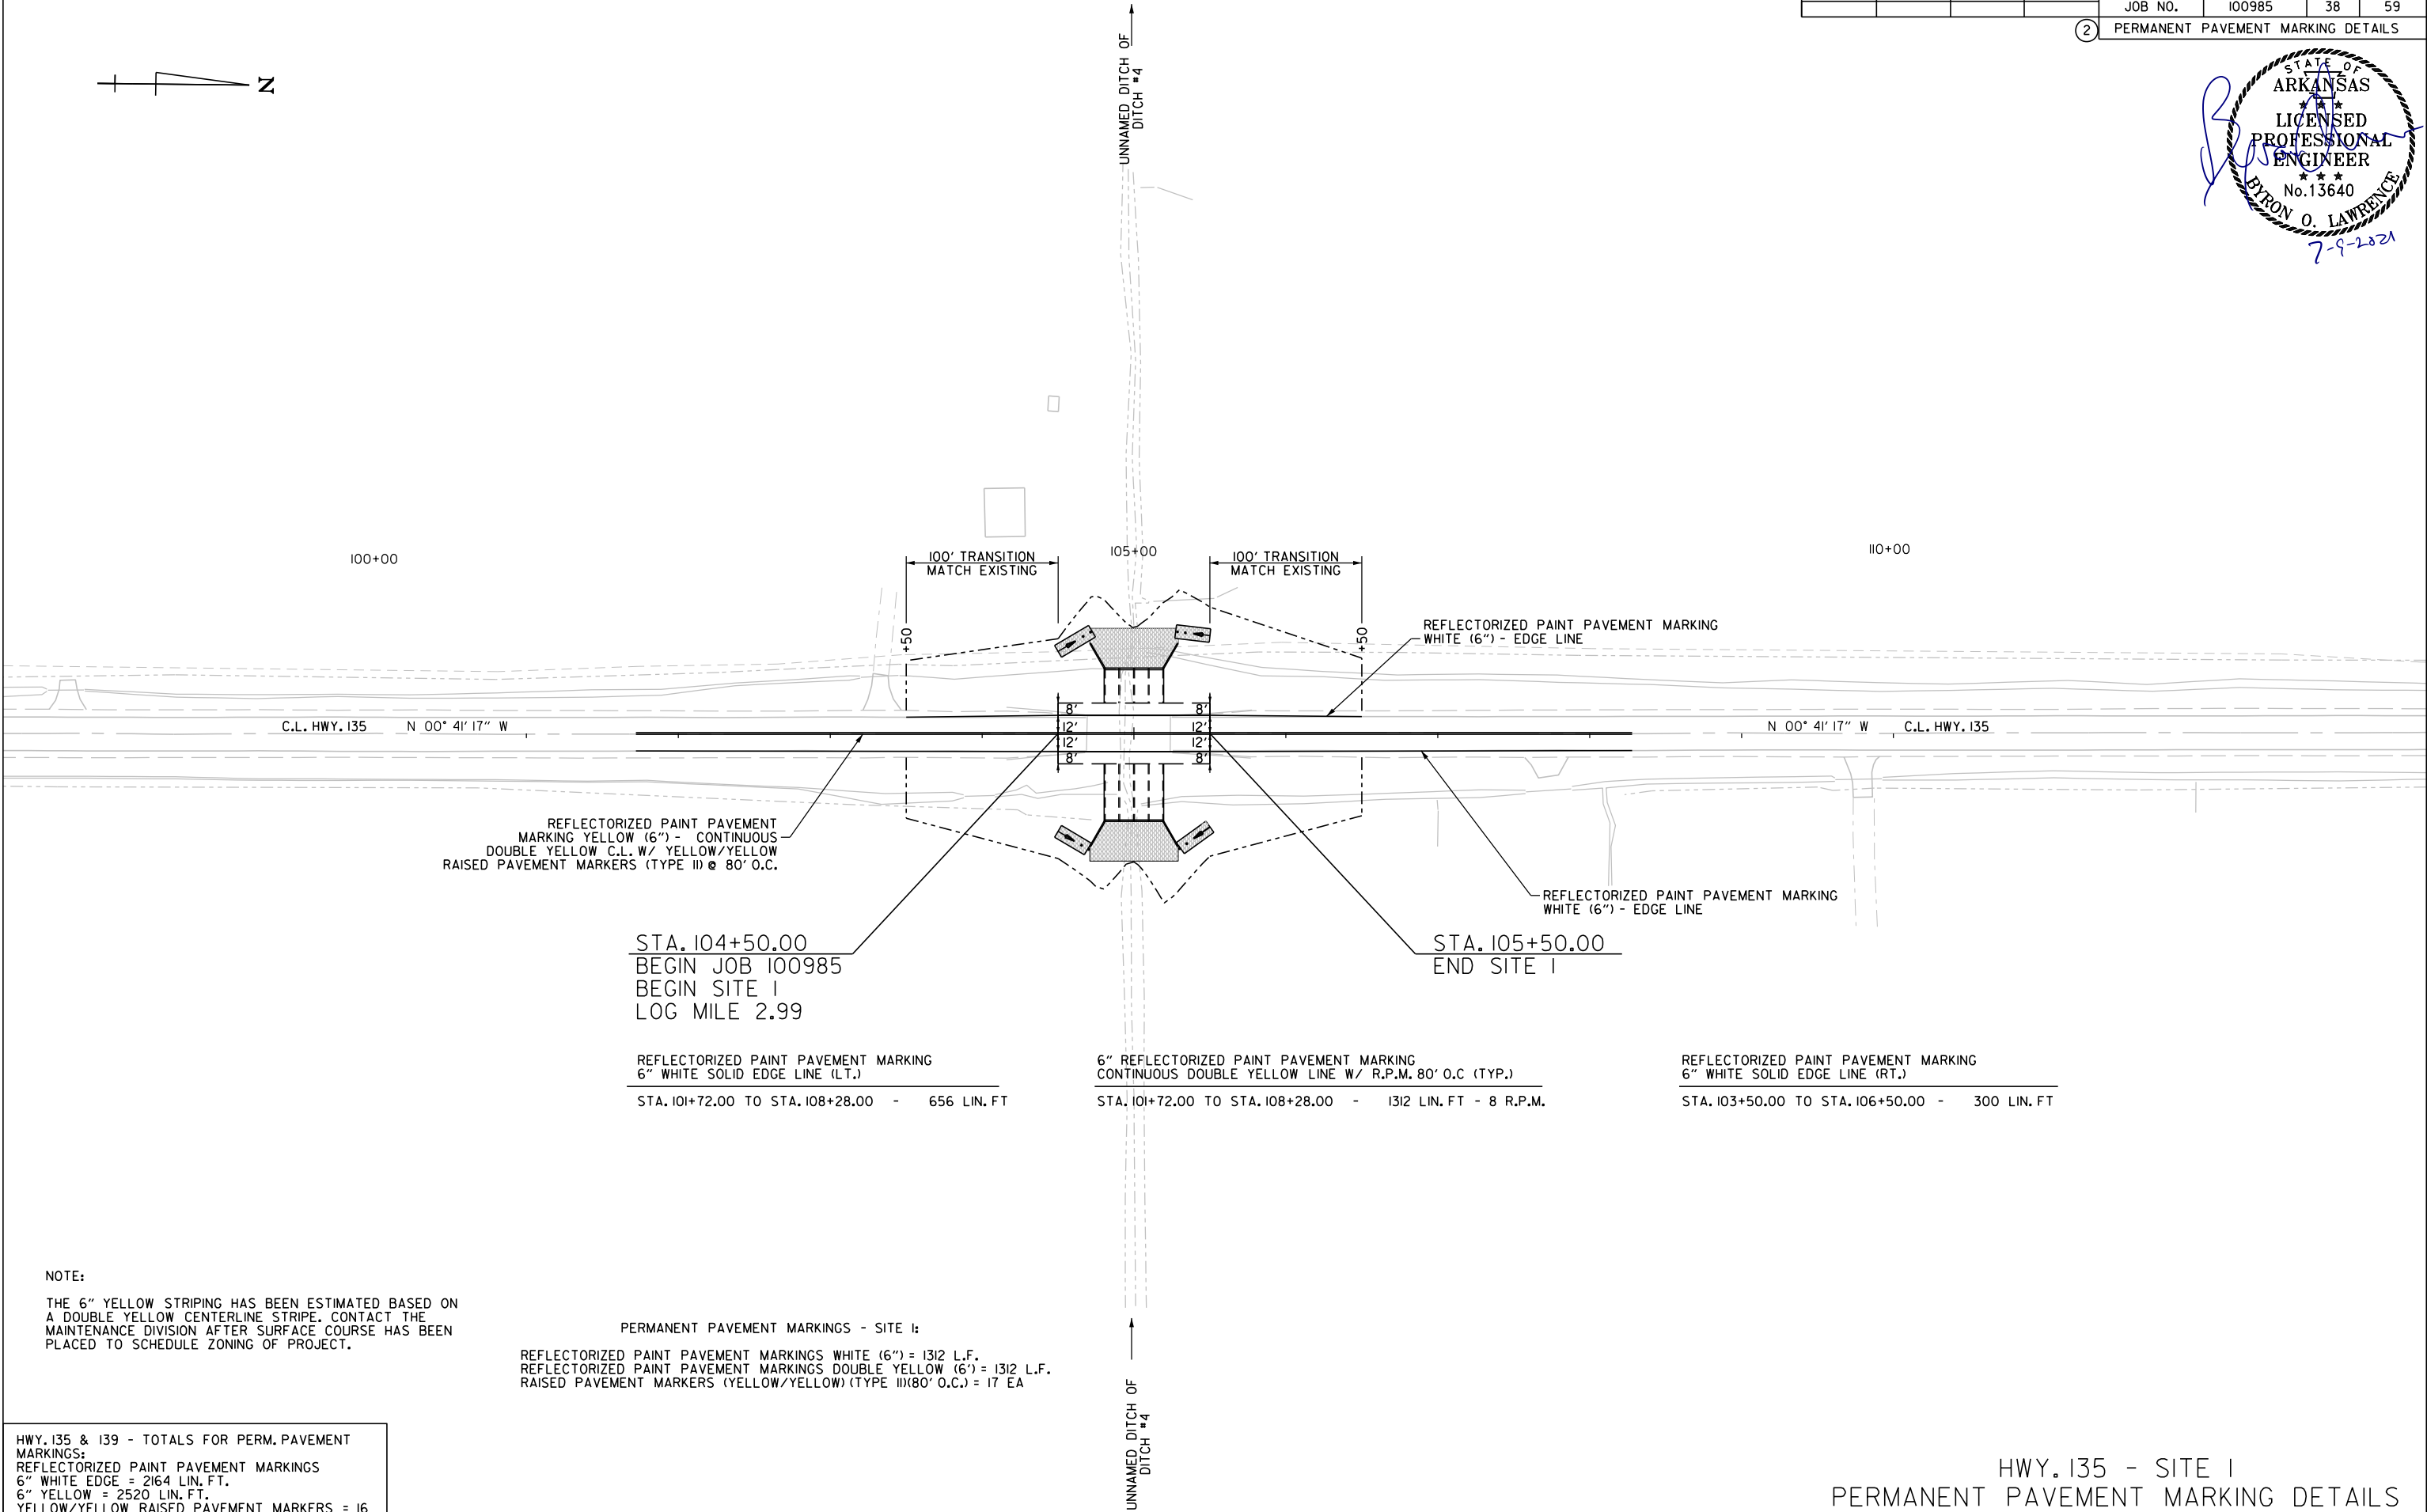 JOB NO. 100985 38 59
2 PERMANENT PAVEMENT MARKING DETAILS
STATE OF
ARKANSAS
★ ★ ★
LICENSED
PROFESSIONAL
ENGINEER
★ ★ ★
No.13640
BYRON O. LAWRENCE
7-9-2021
N
UNNAMED DITCH OF
DITCH #4
100+00
105+00
110+00
100' TRANSITION
MATCH EXISTING
100' TRANSITION
MATCH EXISTING
+50
+50
REFLECTORIZED PAINT PAVEMENT MARKING
WHITE (6") - EDGE LINE
8' 8'
12' 12'
12' 12'
8' 8'
C.L. HWY. 135 N 00° 41' 17" W
N 00° 41' 17" W C.L. HWY. 135
REFLECTORIZED PAINT PAVEMENT
MARKING YELLOW (6") - CONTINUOUS
DOUBLE YELLOW C.L. W/ YELLOW/YELLOW
RAISED PAVEMENT MARKERS (TYPE II) @ 80' O.C.
REFLECTORIZED PAINT PAVEMENT MARKING
WHITE (6") - EDGE LINE
STA. 104+50.00
BEGIN JOB 100985
BEGIN SITE 1
LOG MILE 2.99
STA. 105+50.00
END SITE 1
REFLECTORIZED PAINT PAVEMENT MARKING
6" WHITE SOLID EDGE LINE (LT.)
STA. 101+72.00 TO STA. 108+28.00 - 656 LIN. FT
6" REFLECTORIZED PAINT PAVEMENT MARKING
CONTINUOUS DOUBLE YELLOW LINE W/ R.P.M. 80' O.C (TYP.)
STA. 101+72.00 TO STA. 108+28.00 - 1312 LIN. FT - 8 R.P.M.
REFLECTORIZED PAINT PAVEMENT MARKING
6" WHITE SOLID EDGE LINE (RT.)
STA. 103+50.00 TO STA. 106+50.00 - 300 LIN. FT
NOTE:
THE 6" YELLOW STRIPING HAS BEEN ESTIMATED BASED ON
A DOUBLE YELLOW CENTERLINE STRIPE. CONTACT THE
MAINTENANCE DIVISION AFTER SURFACE COURSE HAS BEEN
PLACED TO SCHEDULE ZONING OF PROJECT.
PERMANENT PAVEMENT MARKINGS - SITE 1:
REFLECTORIZED PAINT PAVEMENT MARKINGS WHITE (6") = 1312 L.F.
REFLECTORIZED PAINT PAVEMENT MARKINGS DOUBLE YELLOW (6') = 1312 L.F.
RAISED PAVEMENT MARKERS (YELLOW/YELLOW) (TYPE II)(80' O.C.) = 17 EA
UNNAMED DITCH OF
DITCH #4
HWY. 135 & 139 - TOTALS FOR PERM. PAVEMENT
MARKINGS:
REFLECTORIZED PAINT PAVEMENT MARKINGS
6" WHITE EDGE = 2164 LIN. FT.
6" YELLOW = 2520 LIN. FT.
YELLOW/YELLOW RAISED PAVEMENT MARKERS = 16
HWY. 135 - SITE 1
PERMANENT PAVEMENT MARKING DETAILS